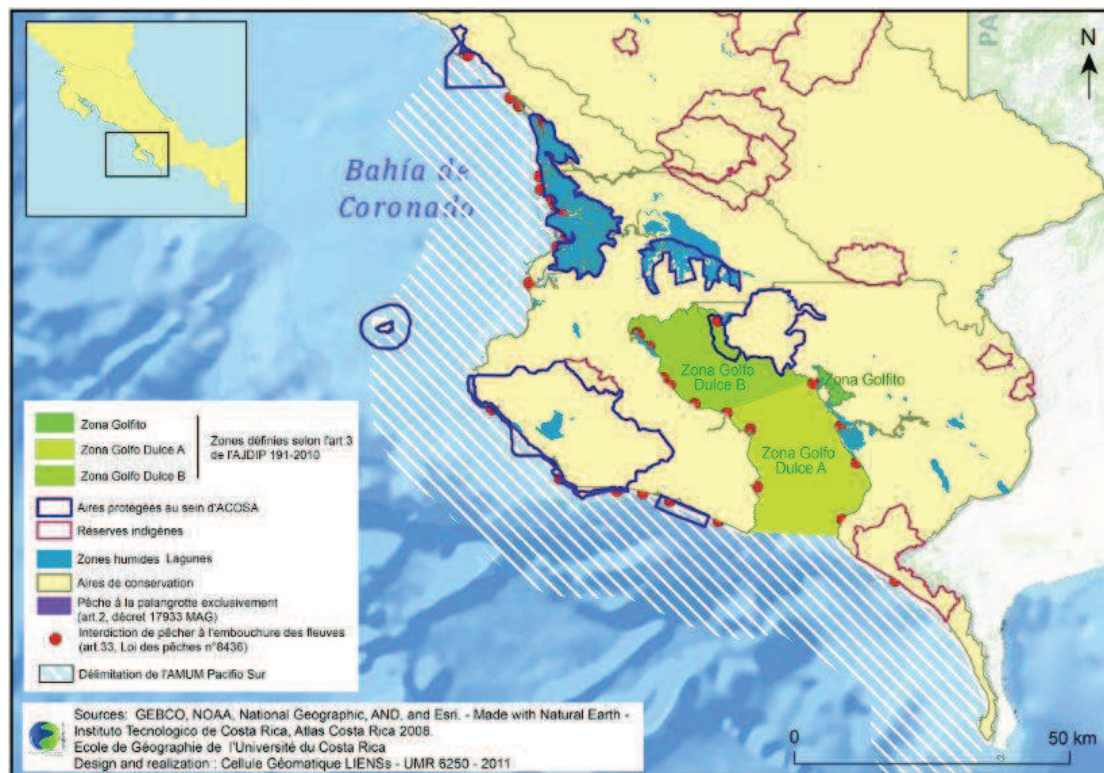 PA
N
Bahía de
Coronado
Zona Golfo
Dulce B
Zona Golfito
Zona Golfo
Dulce A
Zona Golfito
Zona Golfo Dulce A
Zona Golfo Dulce B
Zones définies selon l'art.3
de l'AJDIP 191-2010
Aires protégées au sein d'ACOSA
Réserves indigènes
Zones humides Lagunes
Aires de conservation
Pêche à la palangrotte exclusivement
(art.2, décret 17933 MAG)
Interdiction de pêcher à l'embouchure des fleuves
(art.33, Loi des pêches n°8436)
Délimitation de l'AMUM Pacifio Sur
Sources: GEBCO, NOAA, National Geographic, AND, and Esri. - Made with Natural Earth -
Instituto Tecnologico de Costa Rica, Atlas Costa Rica 2008.
Ecole de Géographie de l'Université du Costa Rica
Design and realization : Cellule Géomatique LIENSs - UMR 6250 - 2011
0 50 km